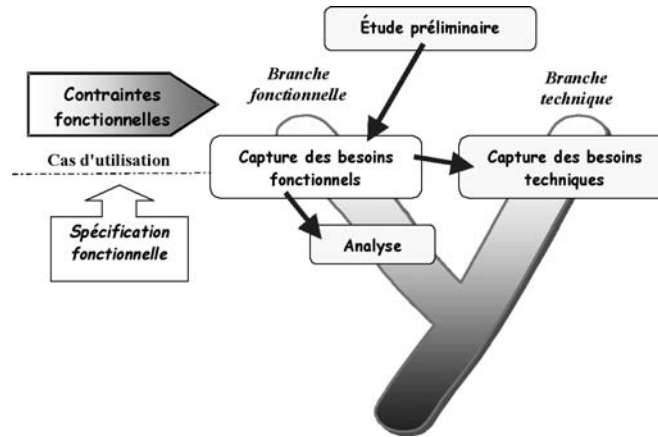 Étude préliminaire
Branche
fonctionnelle
Branche
technique
Contraintes
fonctionnelles
Cas d'utilisation
Capture des besoins
fonctionnels
Capture des besoins
techniques
Spécification
fonctionnelle
Analyse